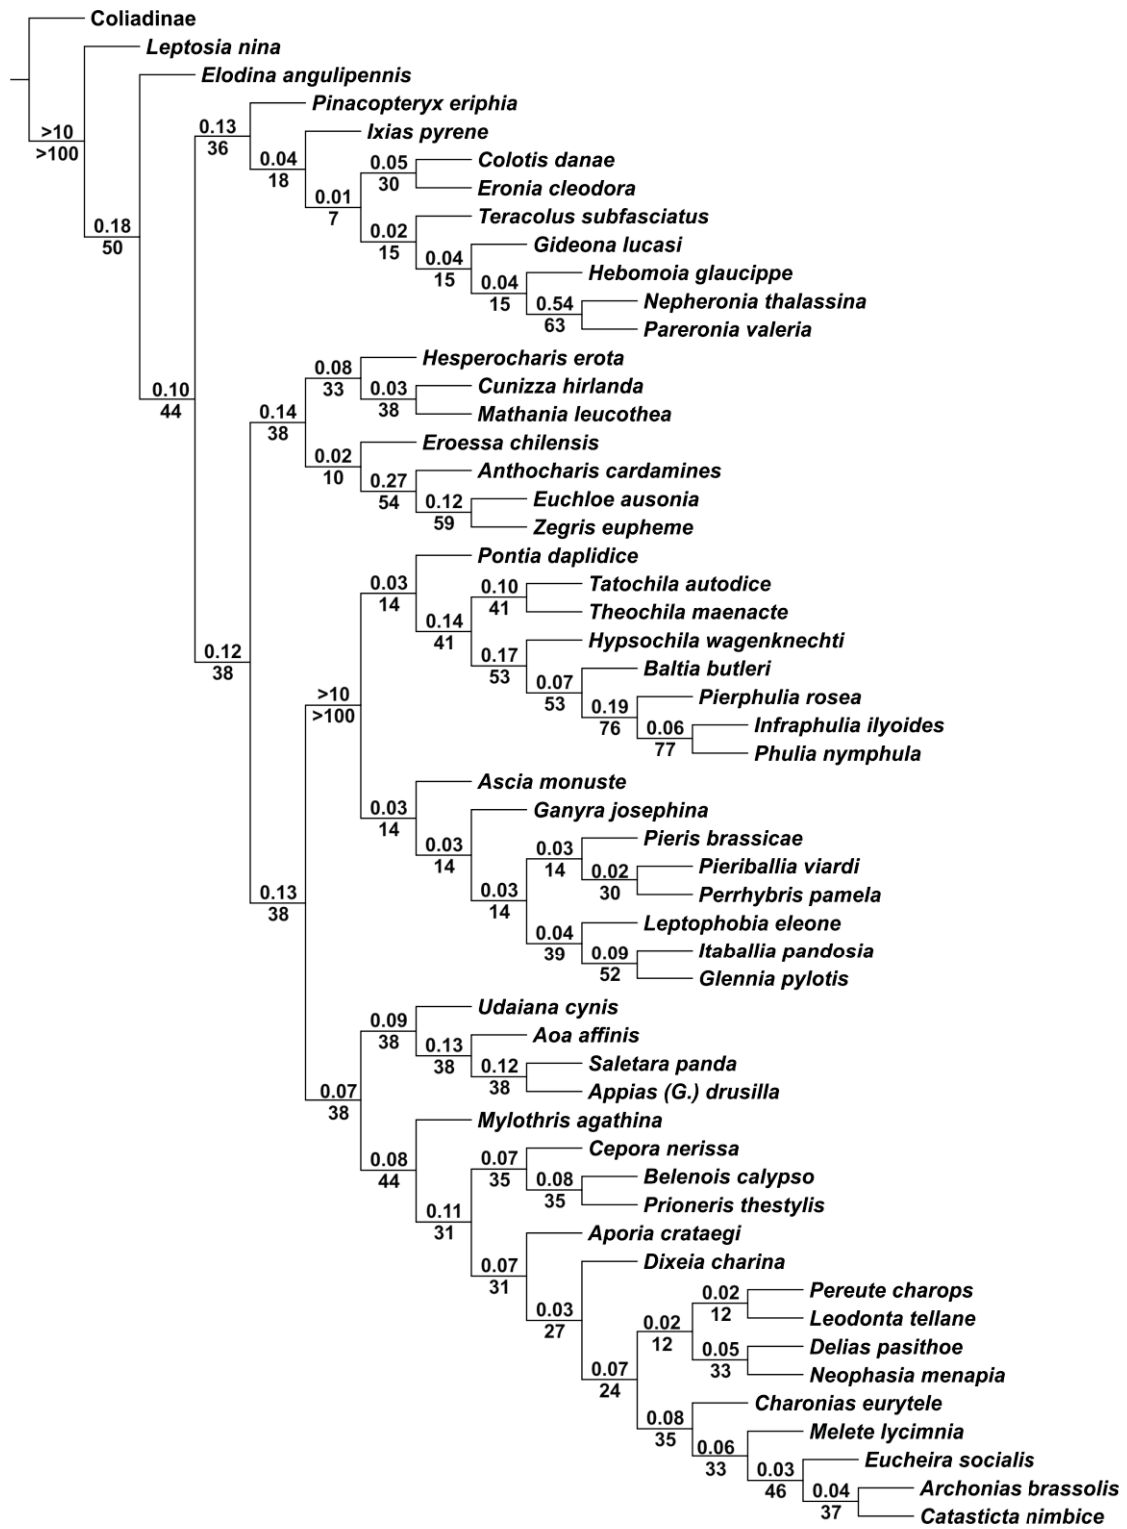 Coliadinae
Leptosia nina
Elodina angulipennis
Pinacopteryx eriphia
0.13
36
Ixias pyrene
>10
>100
0.04
18
Colotis danae
0.05
30
Eronia cleodora
0.01
7
Teracolus subfasciatus
0.18
50
0.02
15
Gideona lucasi
0.04
15
Hebomoia glaucippe
0.04
15
Nepheronia thalassina
0.54
63
Pareronia valeria
Hesperocharis erota
0.08
33
Cunizza hirlanda
0.03
38
Mathania leucothea
0.10
44
0.14
38
Eroessa chilensis
0.02
10
Anthocharis cardamines
0.27
54
Euchloe ausonia
0.12
59
Zegris eupheme
Pontia daplidice
0.03
14
Tatochila autodice
0.10
41
Theochila maenacte
0.14
41
Hypsochila wagenknechti
0.12
38
0.17
53
Baltia butleri
0.07
53
Pierphulia rosea
>10
>100
0.19
76
Infraphulia ilyoides
0.06
77
Phulia nymphula
Ascia monuste
0.03
14
Ganyra josephina
0.03
14
Pieris brassicae
0.03
14
Pieriballia viardi
0.02
30
Perrhybris pamela
0.13
38
0.03
14
Leptophobia eleone
0.04
39
Itaballia pandosia
0.09
52
Glennia pylotis
Udaiana cynis
0.09
38
Aoa affinis
0.13
38
Saletara panda
0.12
38
Appias (G.) drusilla
0.07
38
Mylothris agathina
0.08
44
Cepora nerissa
0.07
35
Belenois calypso
0.08
35
Prioneris thestylis
0.11
31
Aporia crataegi
0.07
31
Dixeia charina
0.03
27
Pereute charops
0.02
12
Leodonta tellane
0.02
12
Delias pasithoe
0.05
33
Neophasia menapia
0.07
24
Charonias eurytele
0.08
35
Melete lycimnia
0.06
33
Eucheira socialis
0.03
46
Archonias brassolis
0.04
37
Catasticta nimbice